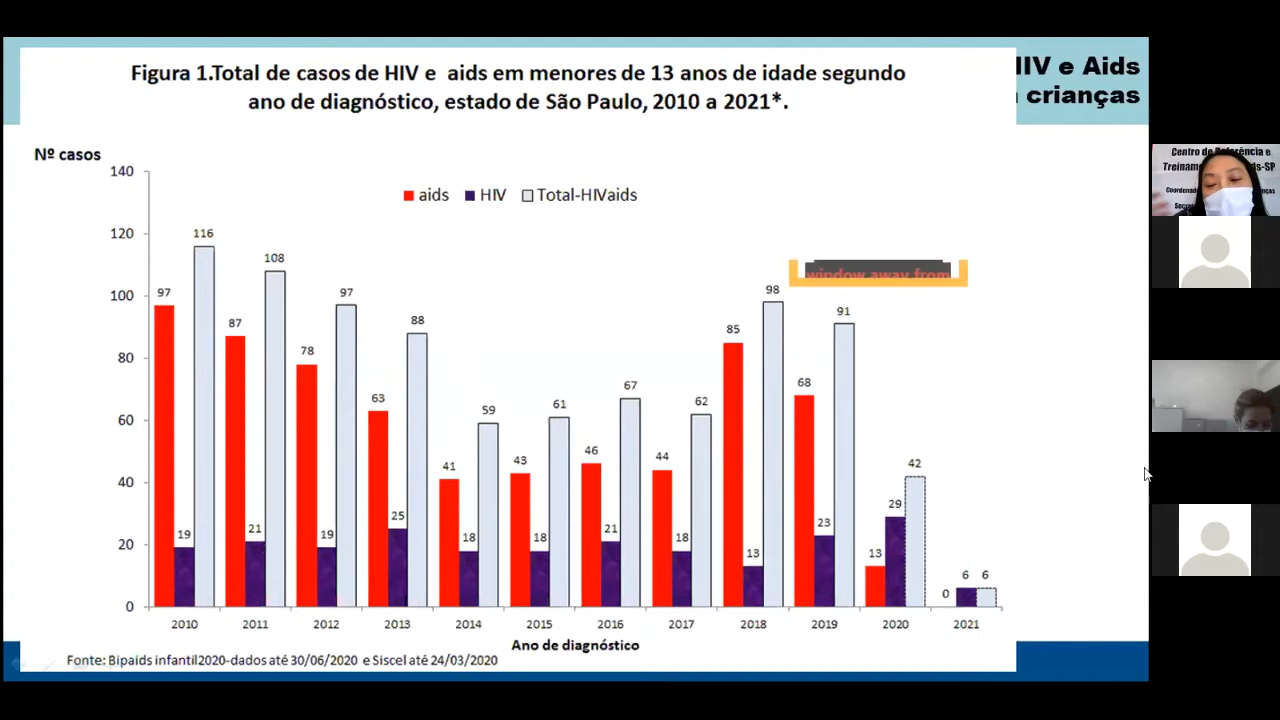 Figura 1.Total de casos de HIV e aids em menores de 13 anos de idade segundo
ano de diagnóstico, estado de São Paulo, 2010 a 2021*.
HIV e Aids
crianças
Nº casos
140
120
100
80
60
40
20
0
aids HIV Total-HIVaids
window away from
97 19 116
87 21 108
78 19 97
63 25 88
41 18 59
43 18 61
46 21 67
44 18 62
85 13 98
68 23 91
13 29 42
0 6 6
2010 2011 2012 2013 2014 2015 2016 2017 2018 2019 2020 2021
Ano de diagnóstico
Fonte: Bipaids infantil2020-dados até 30/06/2020 e Siscel até 24/03/2020
Centro de Referência e